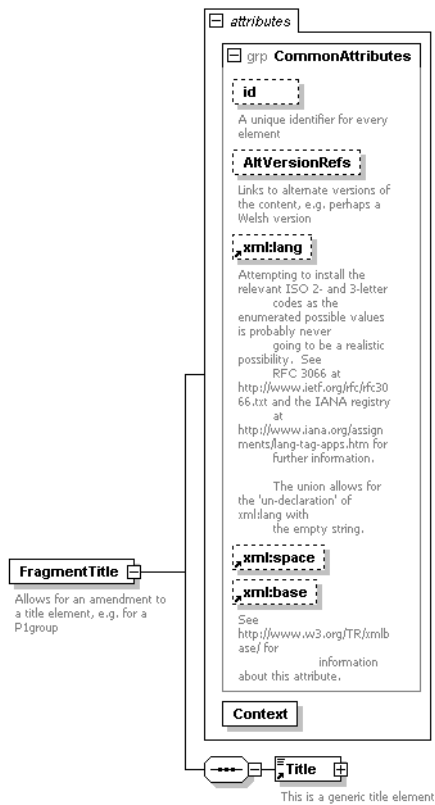 attributes
grp CommonAttributes
id
A unique identifier for every
element
AltVersionRefs
Links to alternate versions of
the content, e.g. perhaps a
Welsh version
xml:lang
Attempting to install the
relevant ISO 2- and 3-letter
codes as the
enumerated possible values
is probably never
going to be a realistic
possibility. See
RFC 3066 at
http://www.ietf.org/rfc/rfc30
66.txt and the IANA registry
at
http://www.iana.org/assign
ments/lang-tag-apps.htm for
further information.
The union allows for
the 'un-declaration' of
xml:lang with
the empty string.
xml:space
xml:base
See
http://www.w3.org/TR/xmlb
ase/ for
information
about this attribute.
FragmentTitle
Allows for an amendment to
a title element, e.g. for a
P1group
Context
Title
This is a generic title element